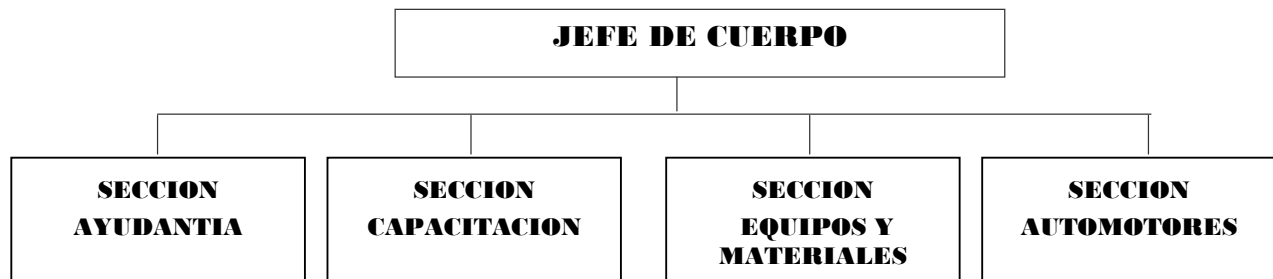 JEFE DE CUERPO
SECCION
AYUDANTIA
SECCION
CAPACITACION
SECCION
EQUIPOS Y
MATERIALES
SECCION
AUTOMOTORES